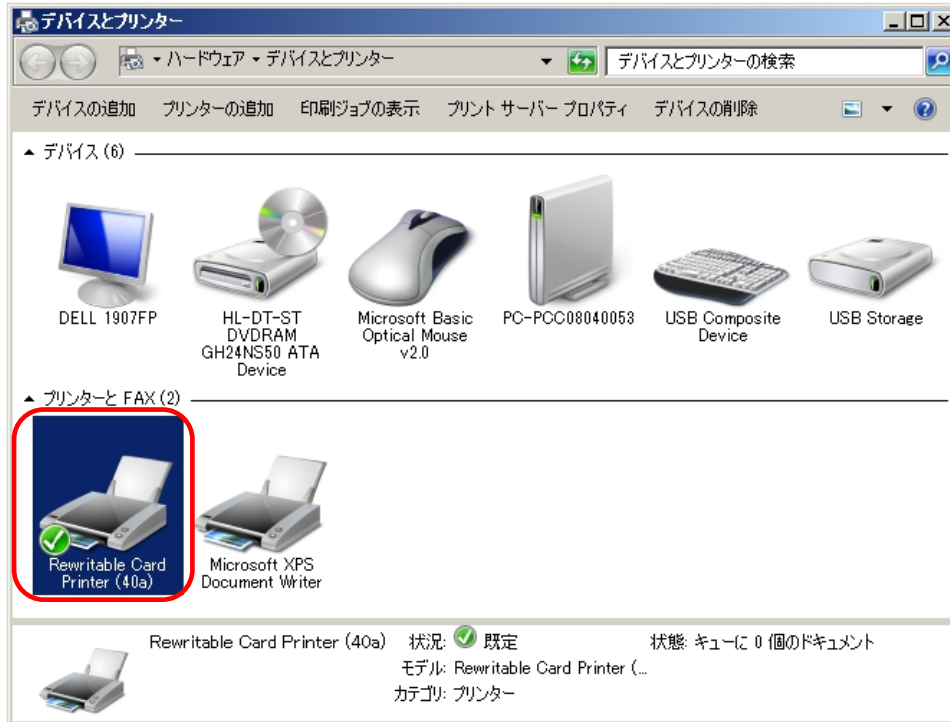 デバイスとプリンター
ハードウェア デバイスとプリンター
デバイスとプリンターの検索
デバイスの追加 プリンターの追加 印刷ジョブの表示 プリント サーバー プロパティ デバイスの削除
デバイス (6)
DELL 1907FP
HL-DT-ST
DVDRAM
GH24NS50 ATA
Device
Microsoft Basic
Optical Mouse
v2.0
PC-PCC08040053
USB Composite
Device
USB Storage
プリンターと FAX (2)
Rewritable Card
Printer (40a)
Microsoft XPS
Document Writer
Rewritable Card Printer (40a) 状況: 既定 状態: キューに 0 個のドキュメント
モデル: Rewritable Card Printer (...
カテゴリ: プリンター